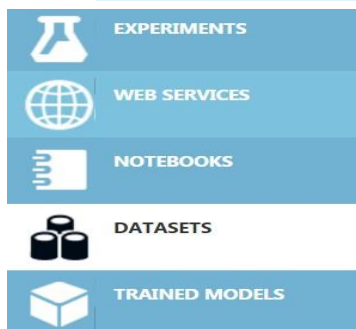 EXPERIMENTS
WEB SERVICES
NOTEBOOKS
DATASETS
TRAINED MODELS